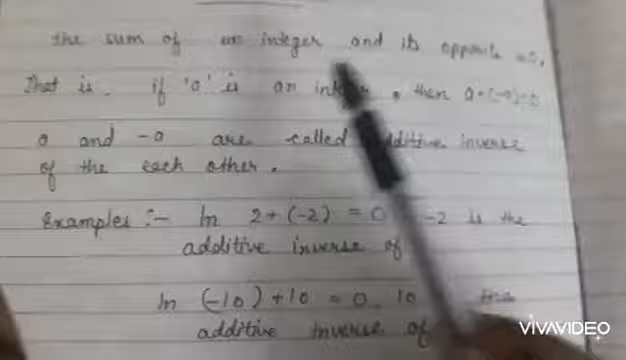 the sum of an integer and its opposite =0.
That is, if 'a' is an integer, then a+(-a)=0
a and -a are called additive inverse
of the each other.
Examples :- In 2+(-2) = 0 -2 is the
additive inverse of
In (-10)+10 = 0, 10 the
additive inverse of
VIVAVIDEO